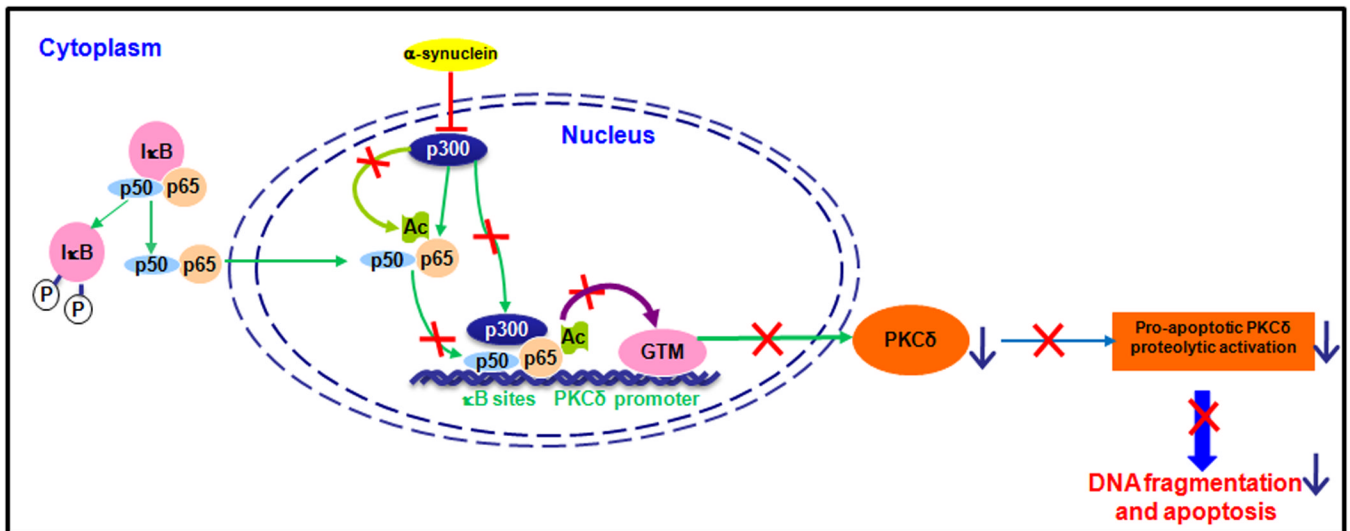 Cytoplasm
α-synuclein
Nucleus
p300
IκB
p50 p65
Ac
IκB
p50 p65
p50 p65
P
P
p300
Ac
p50 p65
GTM
κB sites PKCδ promoter
PKCδ
Pro-apoptotic PKCδ
proteolytic activation
DNA fragmentation
and apoptosis